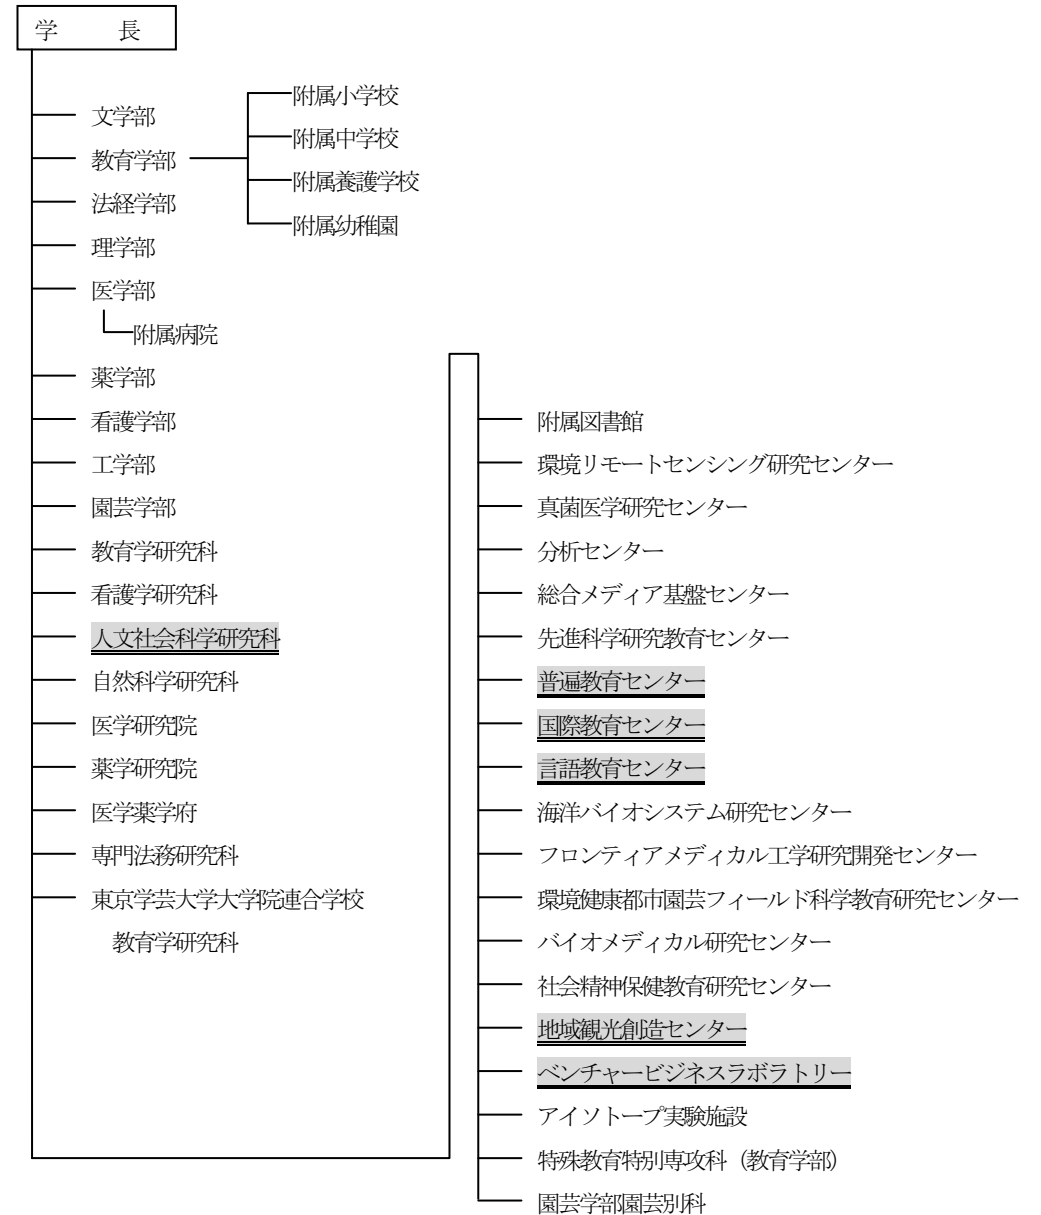 学　　長
文学部
教育学部
附属小学校
附属中学校
附属養護学校
附属幼稚園
法経学部
理学部
医学部
附属病院
薬学部
看護学部
工学部
園芸学部
教育学研究科
看護学研究科
人文社会科学研究科
自然科学研究科
医学研究院
薬学研究院
医学薬学府
専門法務研究科
東京学芸大学大学院連合学校
教育学研究科
附属図書館
環境リモートセンシング研究センター
真菌医学研究センター
分析センター
総合メディア基盤センター
先進科学研究教育センター
普遍教育センター
国際教育センター
言語教育センター
海洋バイオシステム研究センター
フロンティアメディカル工学研究開発センター
環境健康都市園芸フィールド科学教育研究センター
バイオメディカル研究センター
社会精神保健教育研究センター
地域観光創造センター
ベンチャービジネスラボラトリー
アイソトープ実験施設
特殊教育特別専攻科（教育学部）
園芸学部園芸別科